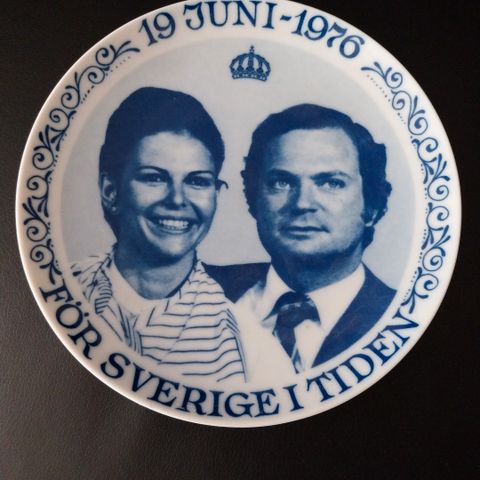 19 JUNI-1976
FÖR SVERIGE I TIDEN